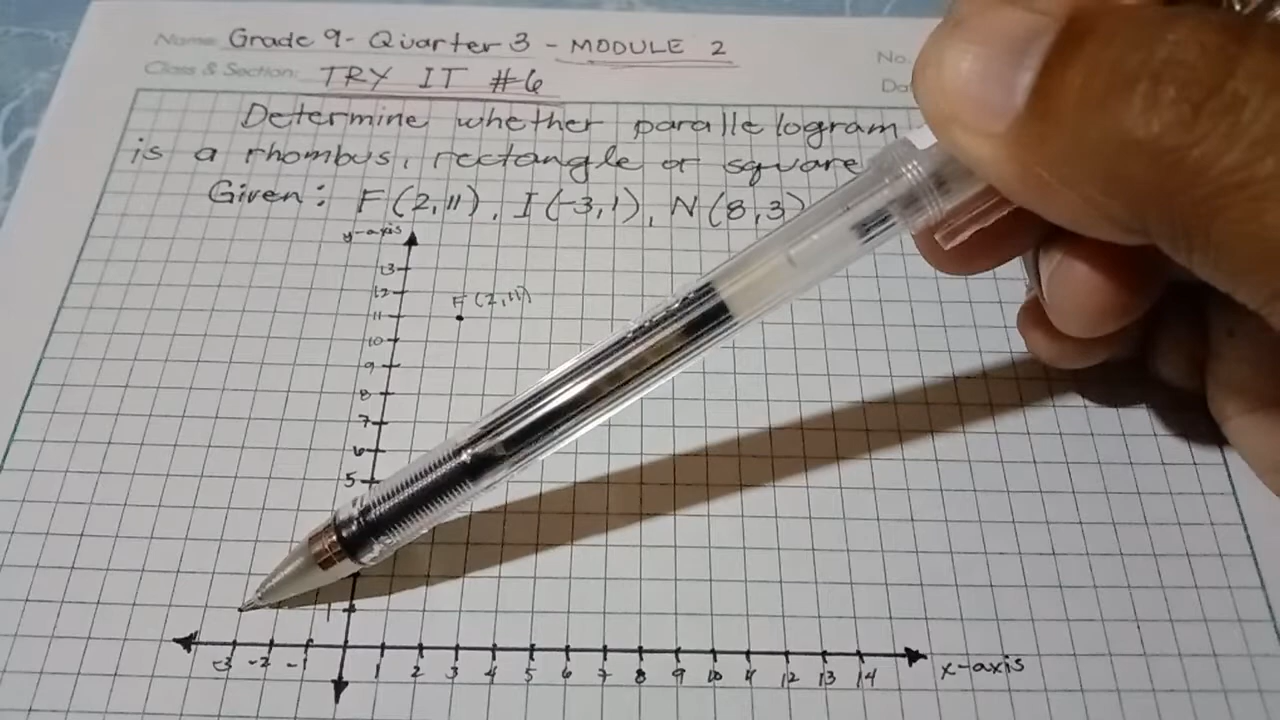 Name: Grade 9 - Quarter 3 - MODULE 2
No.
Class & Section: TRY IT #6
Determine whether parallelogram
is a rhombus, rectangle or square
Given: F(2,11), I(-3,1), N(8,3)
y-axis
13
12
F(2,11)
11
10
9
8
7
6
5
-3 -2 -1 1 2 3 4 5 6 7 8 9 10 11 12 13 14
x-axis